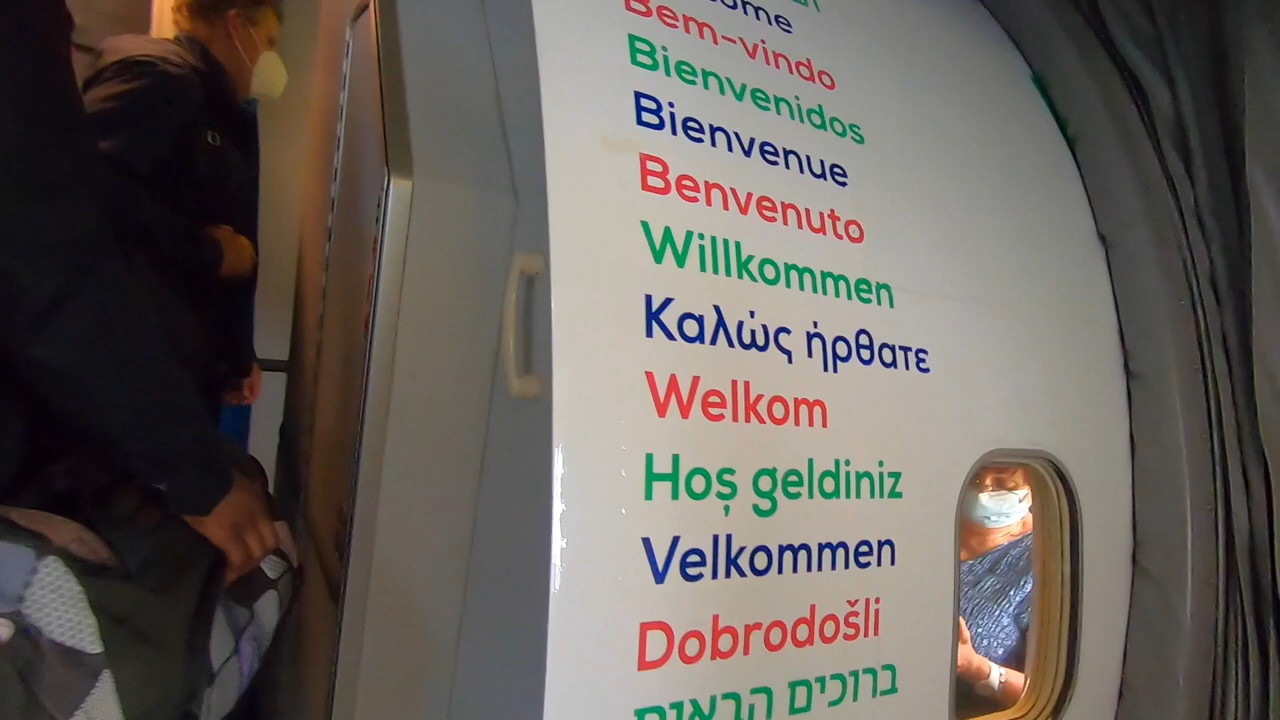 Bem-vindo
Bienvenidos
Bienvenue
Benvenuto
Willkommen
Καλώς ήρθατε
Welkom
Hoş geldiniz
Velkommen
Dobrodošli
ברוכים הבאים